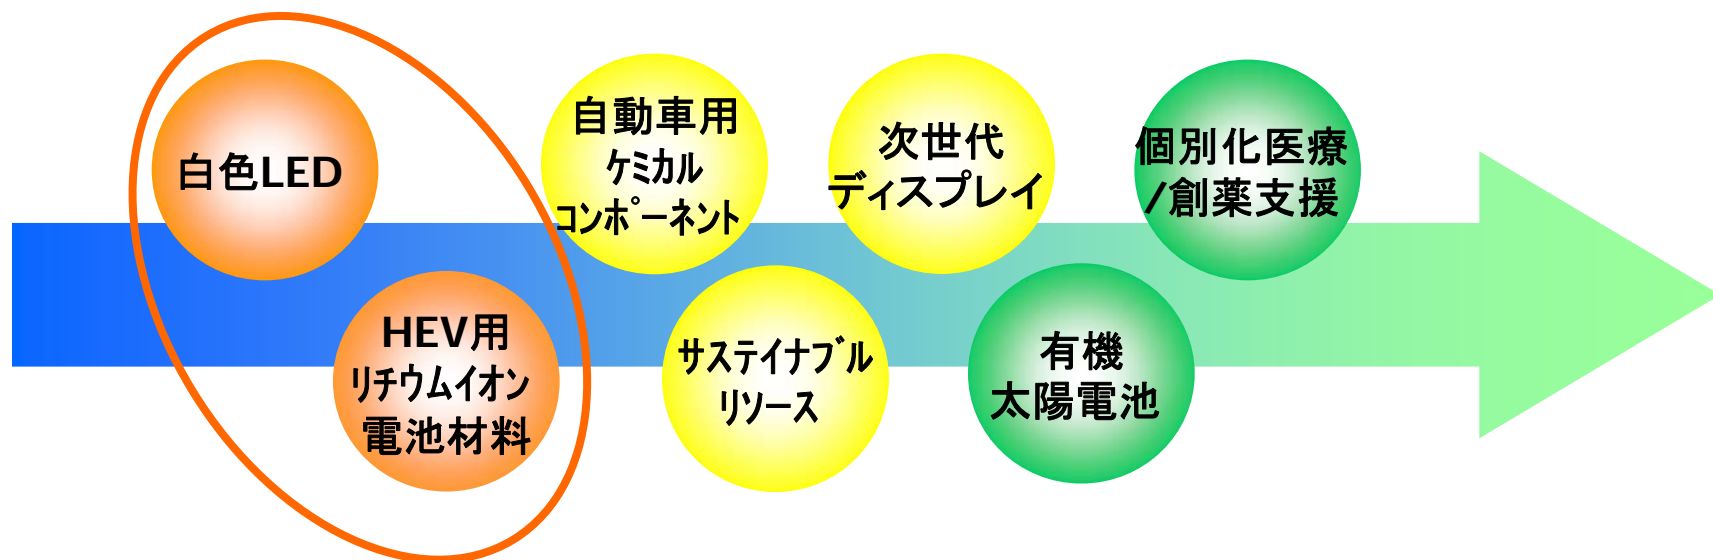 白色LED
HEV用
リチウムイオン
電池材料
自動車用
ｹﾐｶﾙ
ｺﾝﾎﾟｰﾈﾝﾄ
サステイナブル
リソース
次世代
ディスプレイ
有機
太陽電池
個別化医療
/創薬支援